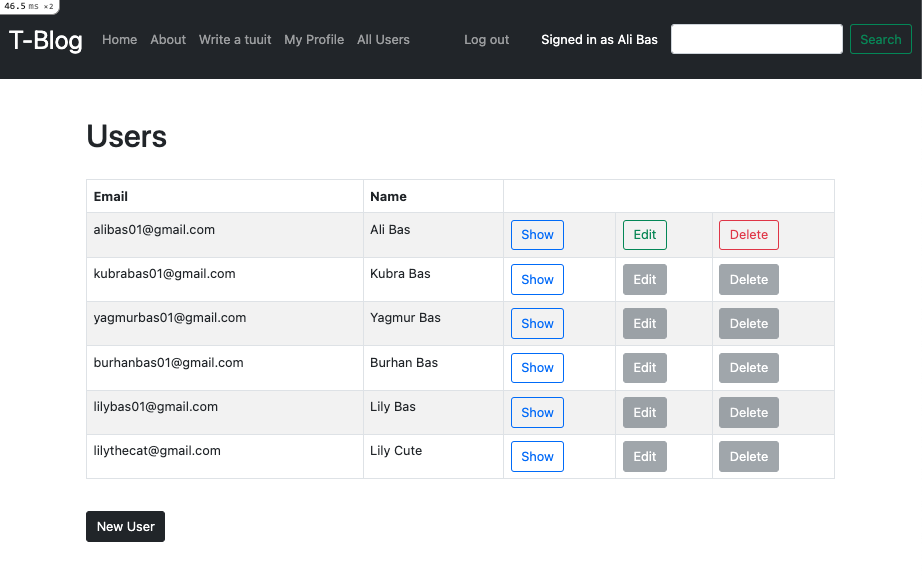 46.5 ms ×2
T-Blog Home About Write a tuuit My Profile All Users Log out Signed in as Ali Bas Search
Users
Email Name
alibas01@gmail.com Ali Bas Show Edit Delete
kubrabas01@gmail.com Kubra Bas Show Edit Delete
yagmurbas01@gmail.com Yagmur Bas Show Edit Delete
burhanbas01@gmail.com Burhan Bas Show Edit Delete
lilybas01@gmail.com Lily Bas Show Edit Delete
lilythecat@gmail.com Lily Cute Show Edit Delete
New User